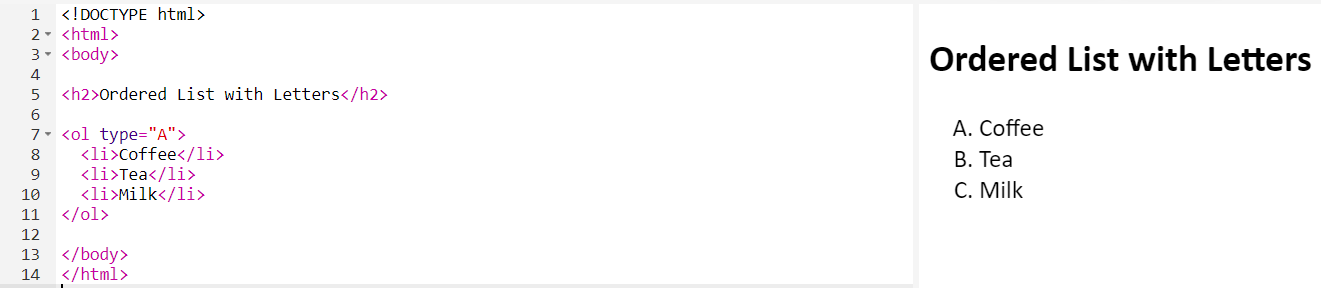 1 <!DOCTYPE html>
2 <html>
3 <body>
4
5 <h2>Ordered List with Letters</h2>
6
7 <ol type="A">
8   <li>Coffee</li>
9   <li>Tea</li>
10   <li>Milk</li>
11 </ol>
12
13 </body>
14 </html>
Ordered List with Letters
A. Coffee
B. Tea
C. Milk